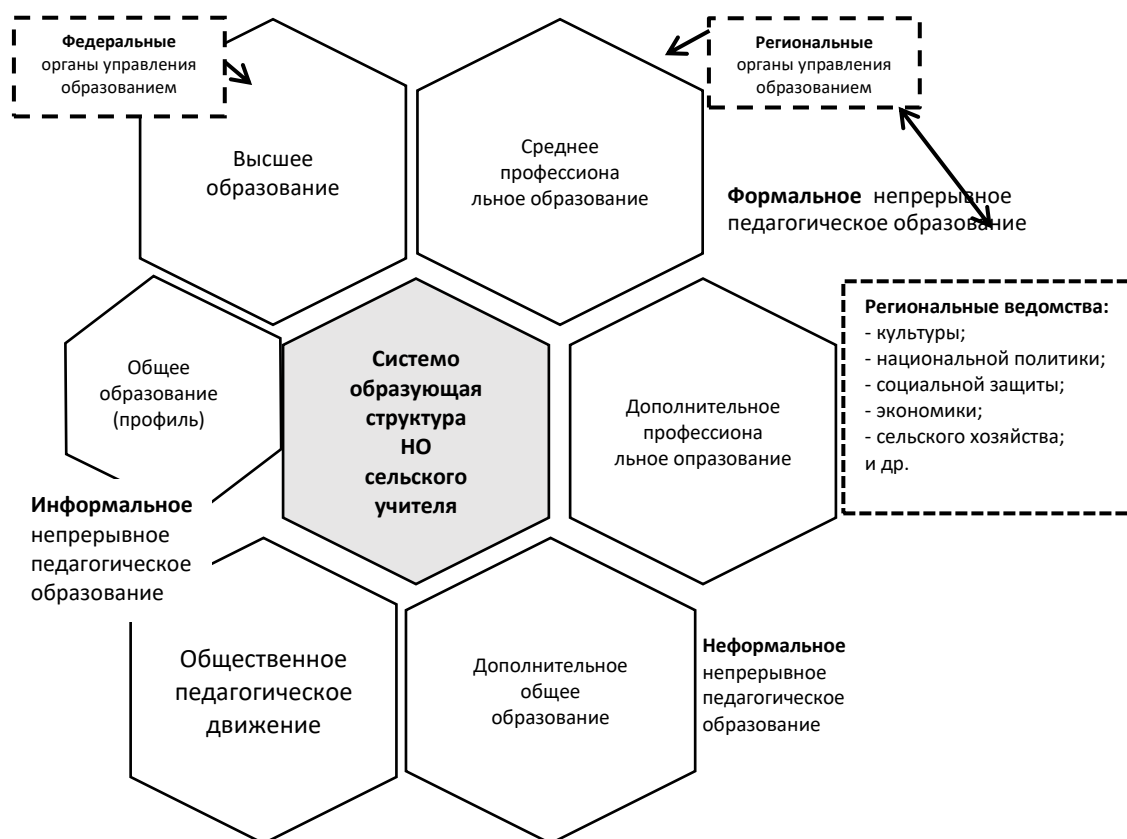 Федеральные
органы управления
образованием
Региональные
органы управления
образованием
Высшее
образование
Среднее
профессиона
льное образование
Формальное непрерывное
педагогическое образование
Общее
образование
(профиль)
Системо
образующая
структура
НО
сельского
учителя
Дополнительное
профессиона
льное опразование
Региональные ведомства:
- культуры;
- национальной политики;
- социальной защиты;
- экономики;
- сельского хозяйства;
и др.
Информальное
непрерывное
педагогическое
образование
Общественное
педагогическое
движение
Дополнительное
общее
образование
Неформальное
непрерывное
педагогическое
образование